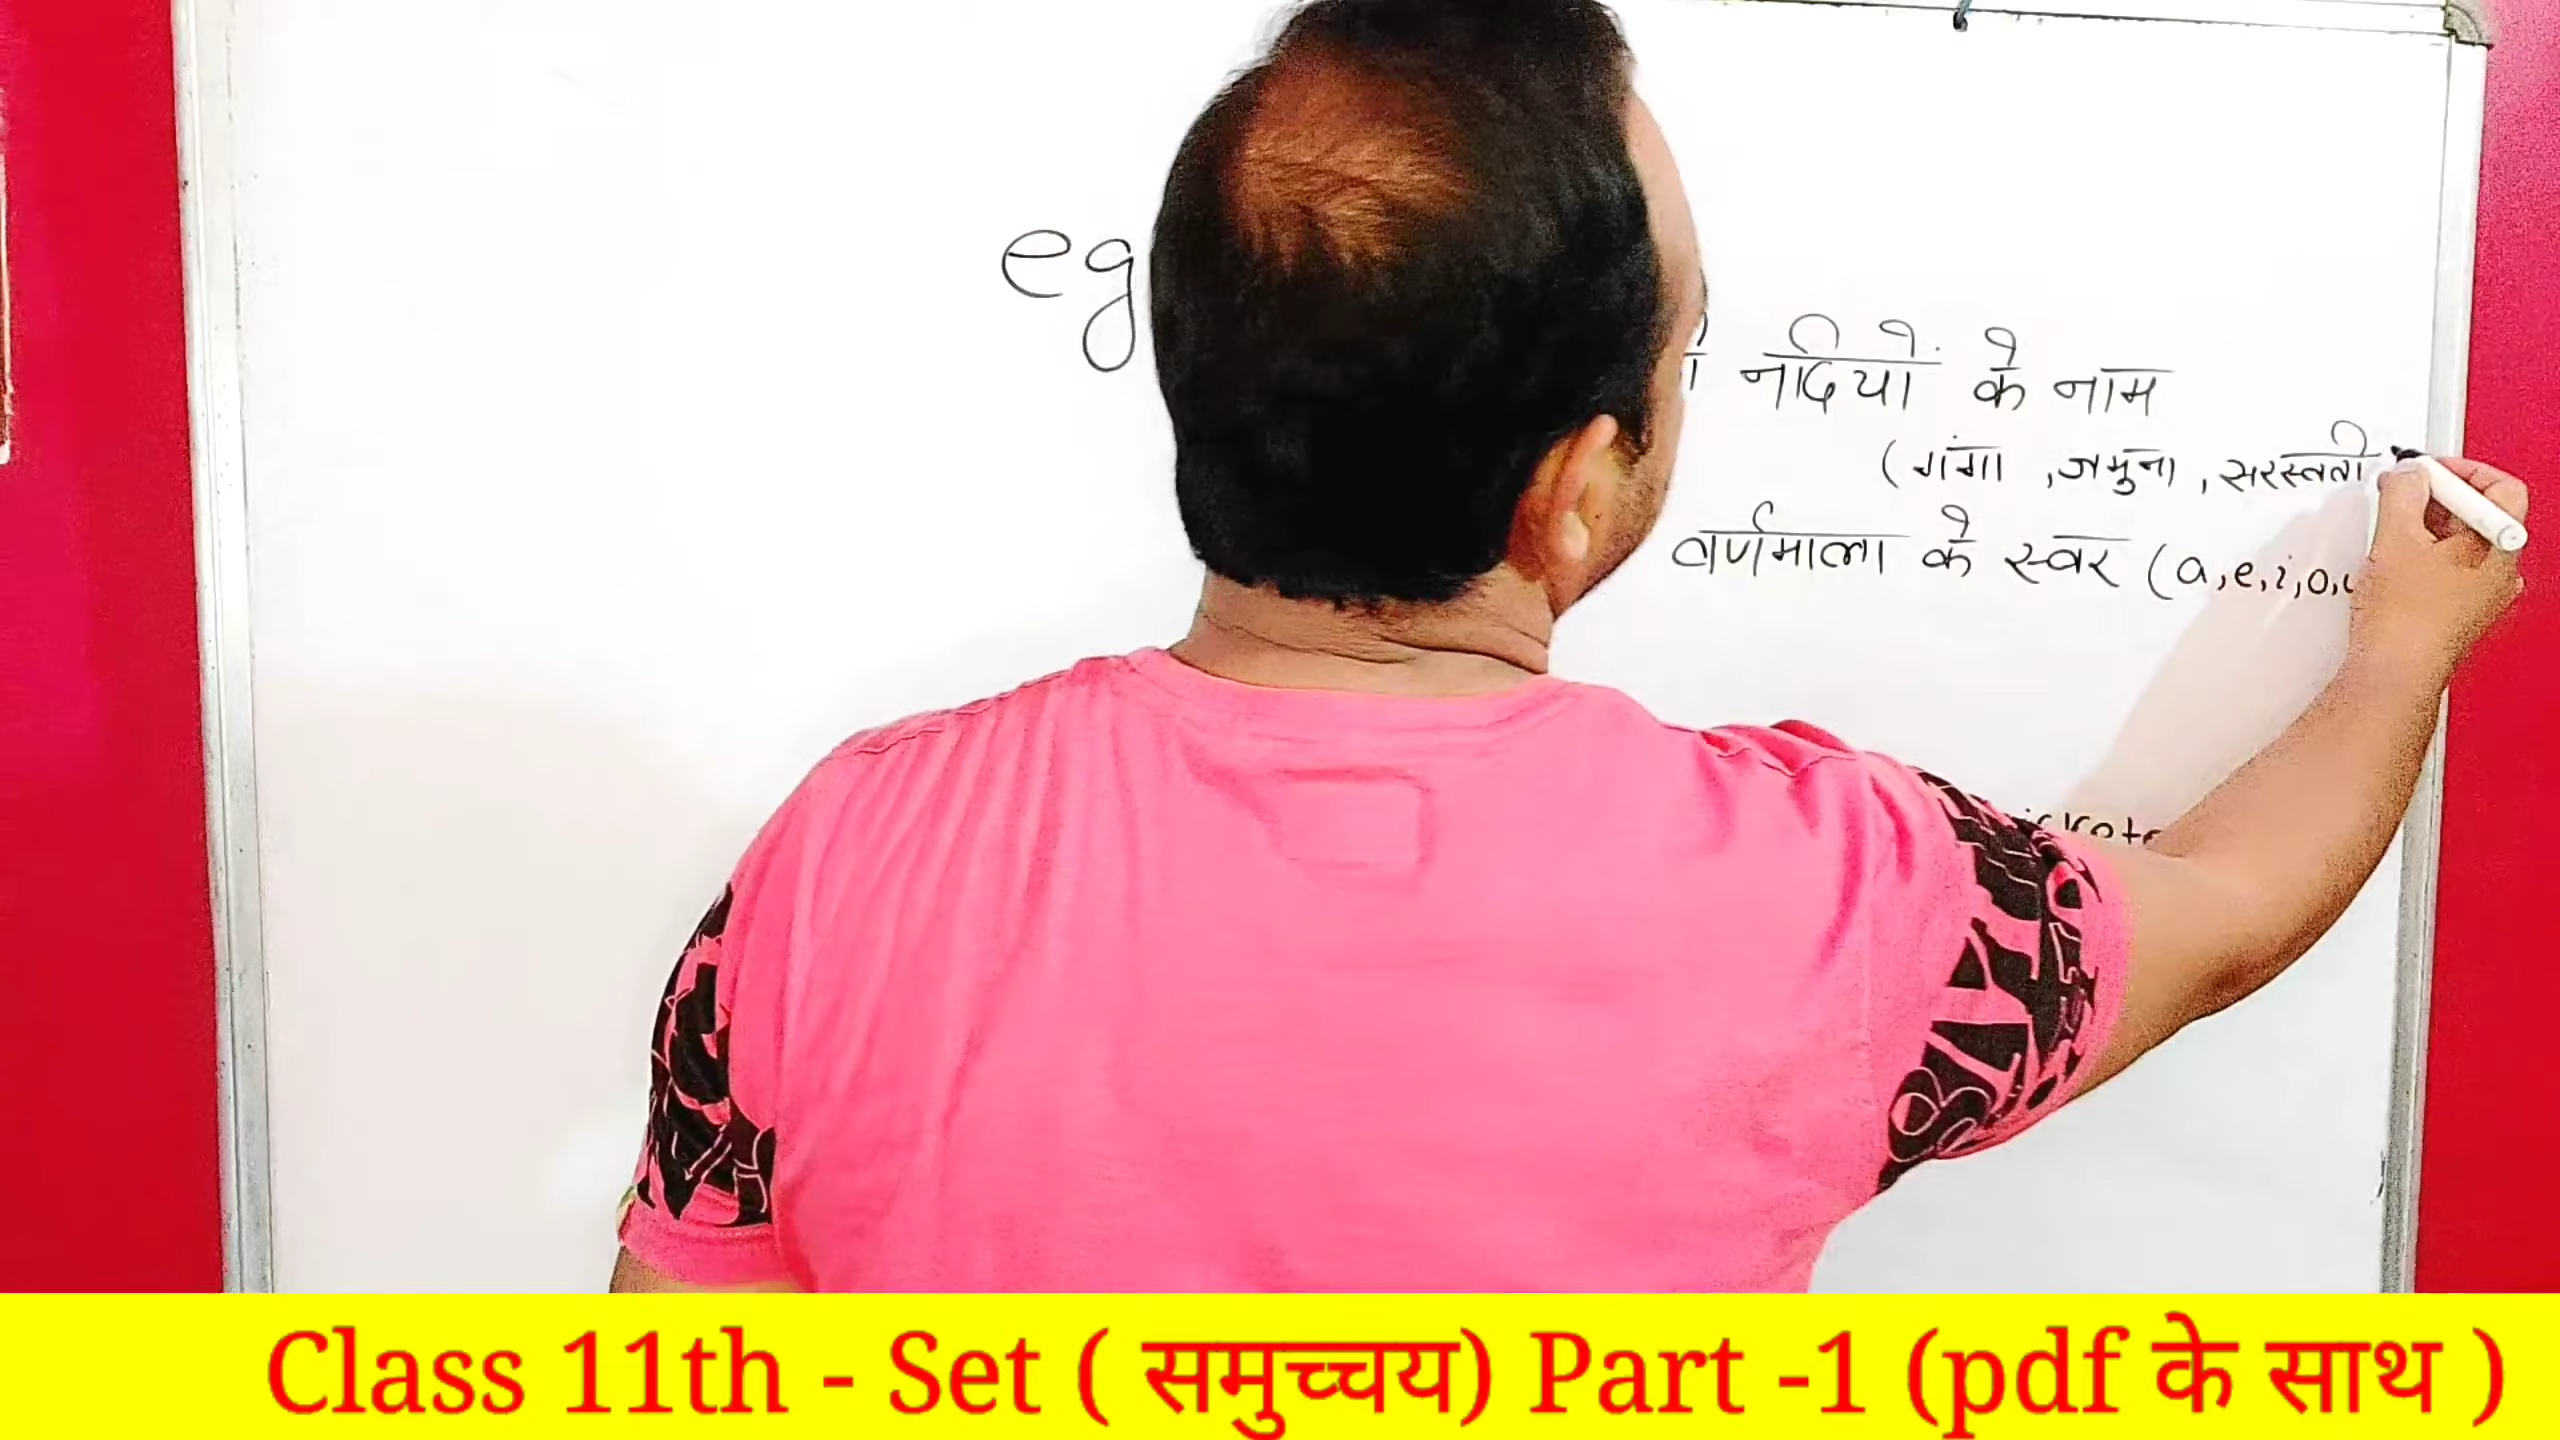 eg
नदियों के नाम
(गंगा ,जमुना ,सरस्वती
वर्णमाला के स्वर (a,e,i,o,u
Class 11th - Set ( समुच्चय) Part -1 (pdf के साथ )